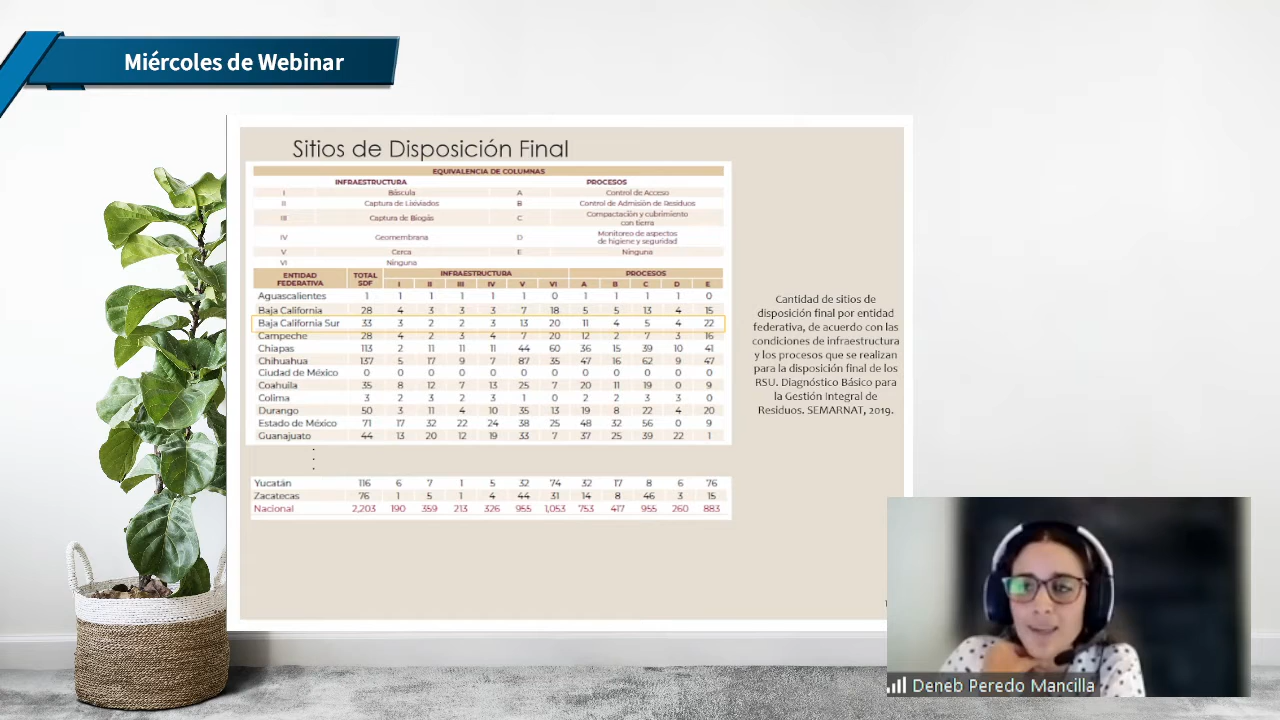 Miércoles de Webinar
Sitios de Disposición Final
EQUIVALENCIA DE COLUMNAS
INFRAESTRUCTURA PROCESOS
I Báscula A Control de Acceso
II Captura de Lixiviados B Control de Admisión de Residuos
III Captura de Biogás C Compactación y cubrimiento con tierra
IV Geomembrana D Monitoreo de aspectos de higiene y seguridad
V Cerca E Ninguna
VI Ninguna
ENTIDAD FEDERATIVA TOTAL SDF INFRAESTRUCTURA PROCESOS
I II III IV V VI A B C D E
Aguascalientes 1 1 1 1 1 1 0 1 1 1 1 0
Baja California 28 4 3 3 3 7 18 5 5 13 4 15
Baja California Sur 33 3 2 2 3 13 20 11 4 5 4 22
Campeche 28 4 2 3 4 7 20 12 2 7 3 16
Chiapas 113 2 11 11 11 44 60 36 15 39 10 41
Chihuahua 137 5 17 9 7 87 35 47 16 62 9 47
Ciudad de México 0 0 0 0 0 0 0 0 0 0 0 0
Coahuila 35 8 12 7 13 25 7 20 11 19 0 9
Colima 3 2 3 2 3 1 0 2 2 3 3 0
Durango 50 3 11 4 10 35 13 19 8 22 4 20
Estado de México 71 17 32 22 24 38 25 48 32 56 0 9
Guanajuato 44 13 20 12 19 33 7 37 25 39 22 1
Yucatán 116 6 7 1 5 32 74 32 17 8 6 76
Zacatecas 76 1 5 1 4 44 31 14 8 46 3 15
Nacional 2,203 190 359 213 326 955 1,053 753 417 955 260 883
Cantidad de sitios de
disposición final por entidad
federativa, de acuerdo con las
condiciones de infraestructura
y los procesos que se realizan
para la disposición final de los
RSU. Diagnóstico Básico para
la Gestión Integral de
Residuos. SEMARNAT, 2019.
Deneb Peredo Mancilla